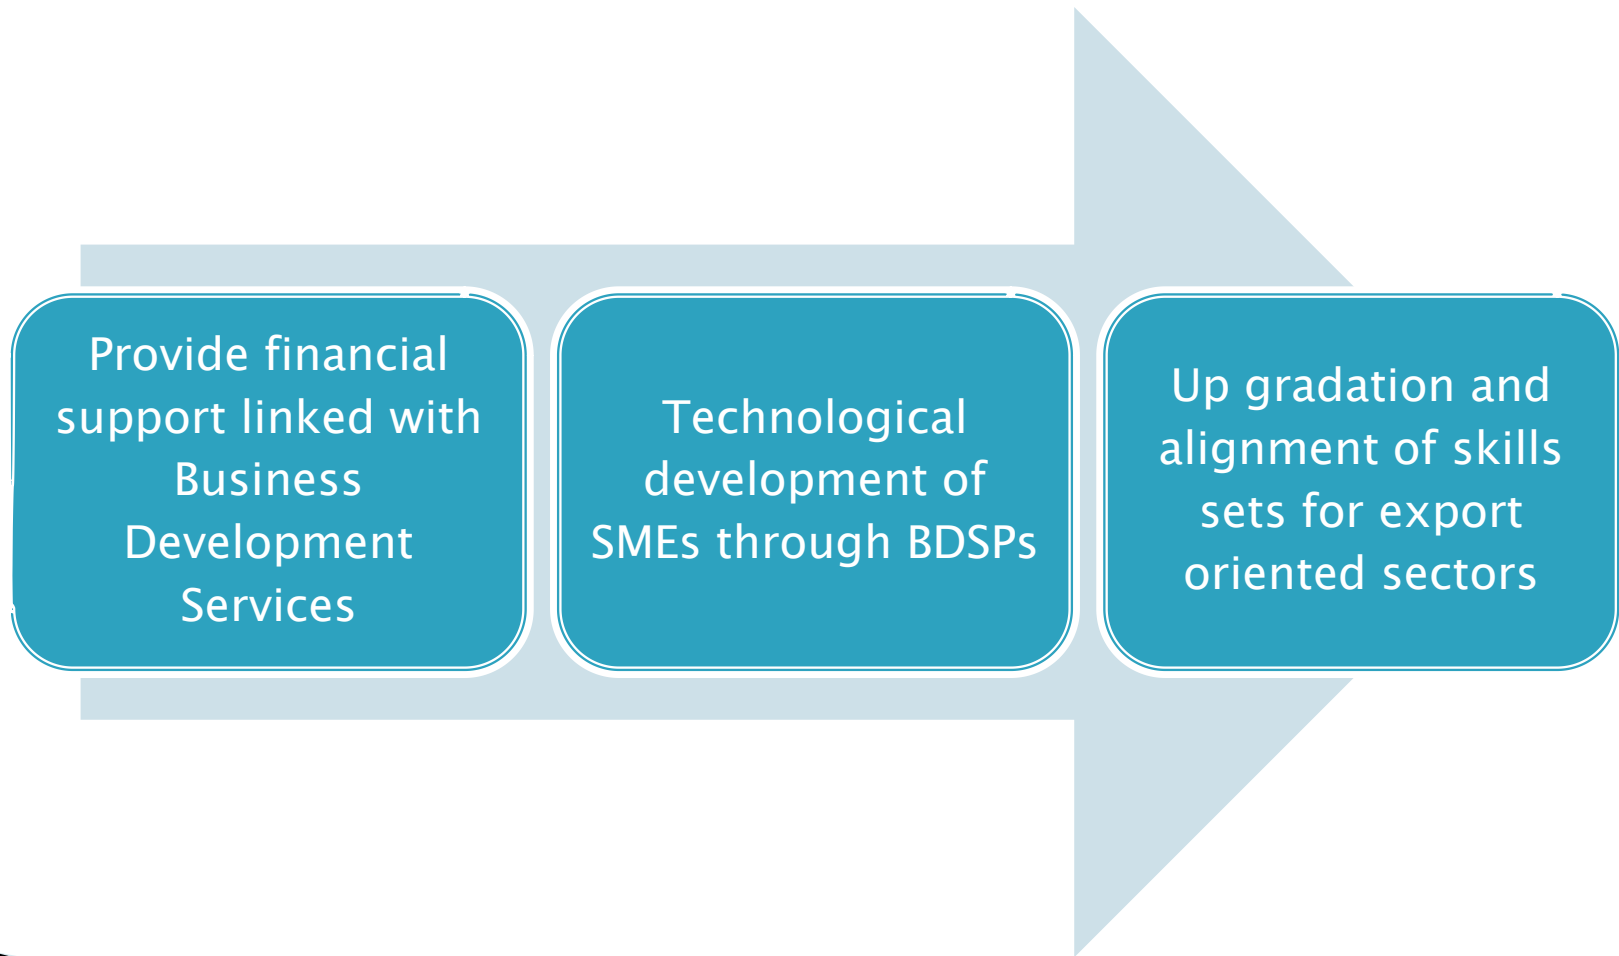 Provide financial
support linked with
Business
Development
Services
Technological
development of
SMEs through BDSPs
Up gradation and
alignment of skills
sets for export
oriented sectors